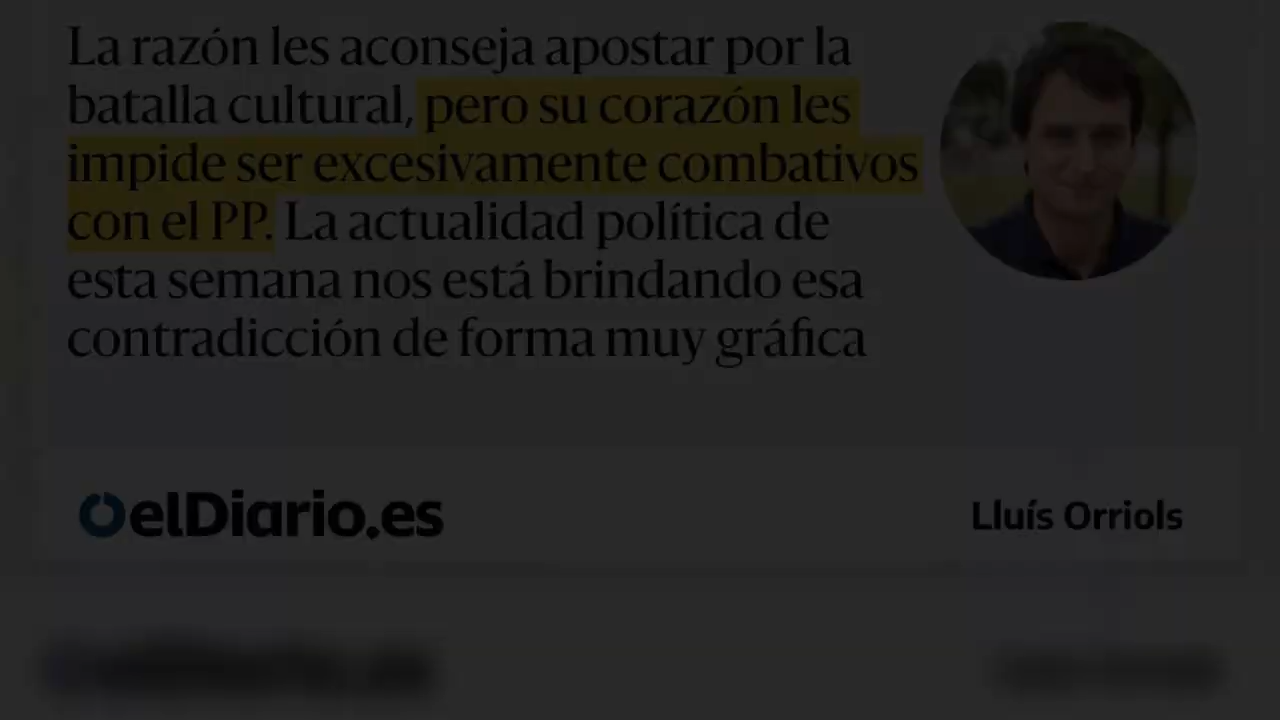 La razón les aconseja apostar por la
batalla cultural, pero su corazón les
impide ser excesivamente combativos
con el PP. La actualidad política de
esta semana nos está brindando esa
contradicción de forma muy gráfica
elDiario.es
Lluís Orriols